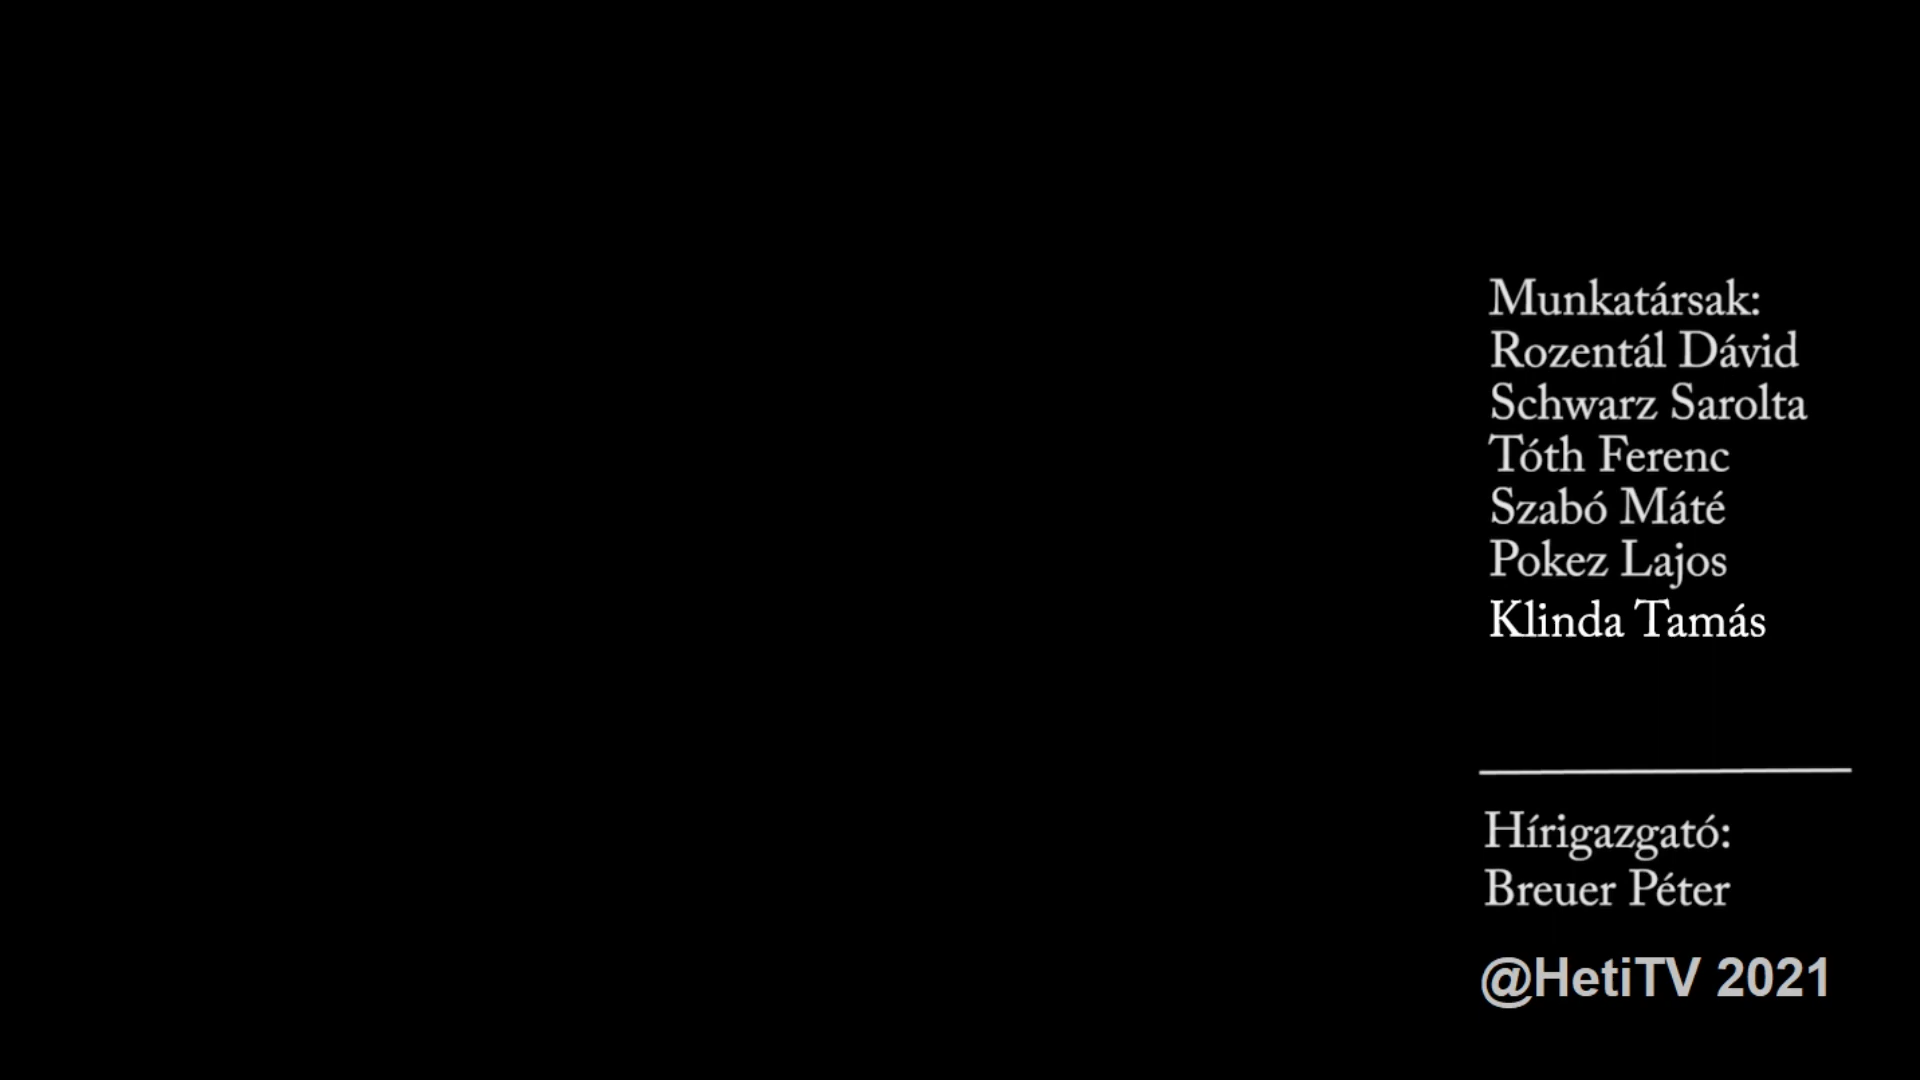 Munkatársak:
Rozentál Dávid
Schwarz Sarolta
Tóth Ferenc
Szabó Máté
Pokez Lajos
Klinda Tamás
Hírigazgató:
Breuer Péter
@HetiTV 2021